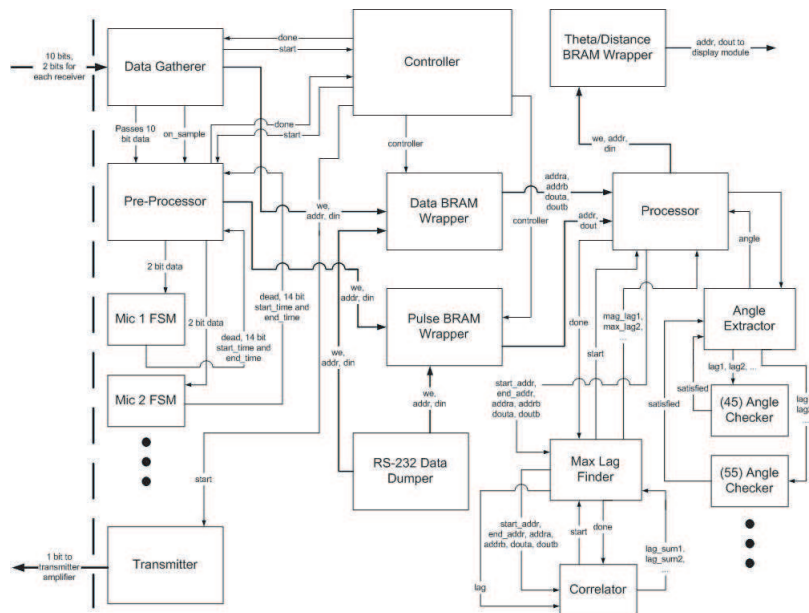 10 bits,
2 bits for
each receiver
Data Gatherer
done
start
Controller
Theta/Distance
BRAM Wrapper
addr, dout to
display module
Passes 10
bit data
on_sample
done
start
controller
we, addr,
din
Pre-Processor
we,
addr, din
Data BRAM
Wrapper
addra,
addrb
douta,
doutb
Processor
controller
addr,
dout
angle
2 bit data
we,
addr, din
Mic 1 FSM
2 bit data
dead, 14 bit
start_time and
end_time
dead, 14 bit
start_time and
end_time
Pulse BRAM
Wrapper
done
start
mag_lag1,
max_lag2,
...
Angle
Extractor
we,
addr, din
we,
addr, din
Mic 2 FSM
start_addr,
end_addr,
addra, addrb
douta, doutb
lag1, lag2, ...
satisfied
satisfied
(45) Angle
Checker
lag
lag
...
RS-232 Data
Dumper
Max Lag
Finder
(55) Angle
Checker
start
start_addr,
end_addr, addra,
addrb, douta, doutb
start
done
lag_sum1,
lag_sum2,
...
lag
1 bit to
transmitter
amplifier
Transmitter
Correlator